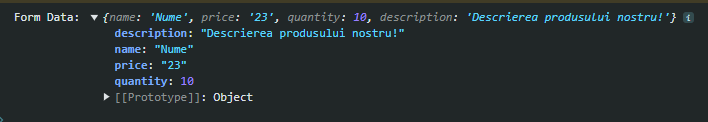 Form Data: ▼ {name: 'Nume', price: '23', quantity: 10, description: 'Descrierea produsului nostru!'} i
description: "Descrierea produsului nostru!"
name: "Nume"
price: "23"
quantity: 10
▶ [[Prototype]]: Object